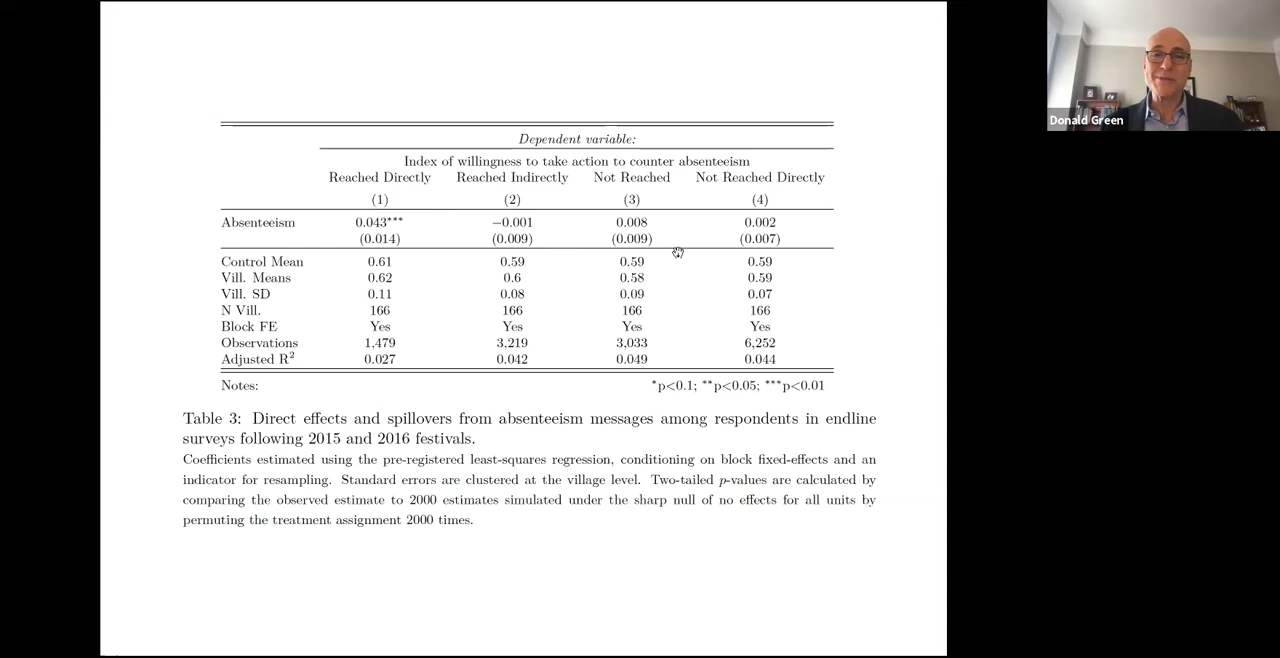 Donald Green
Dependent variable:
Index of willingness to take action to counter absenteeism
Reached Directly Reached Indirectly Not Reached Not Reached Directly
(1) (2) (3) (4)
Absenteeism 0.043*** −0.001 0.008 0.002
(0.014) (0.009) (0.009) (0.007)
Control Mean 0.61 0.59 0.59 0.59
Vill. Means 0.62 0.6 0.58 0.59
Vill. SD 0.11 0.08 0.09 0.07
N Vill. 166 166 166 166
Block FE Yes Yes Yes Yes
Observations 1,479 3,219 3,033 6,252
Adjusted R² 0.027 0.042 0.049 0.044
Notes: *p<0.1; **p<0.05; ***p<0.01
Table 3: Direct effects and spillovers from absenteeism messages among respondents in endline
surveys following 2015 and 2016 festivals.
Coefficients estimated using the pre-registered least-squares regression, conditioning on block fixed-effects and an
indicator for resampling. Standard errors are clustered at the village level. Two-tailed p-values are calculated by
comparing the observed estimate to 2000 estimates simulated under the sharp null of no effects for all units by
permuting the treatment assignment 2000 times.